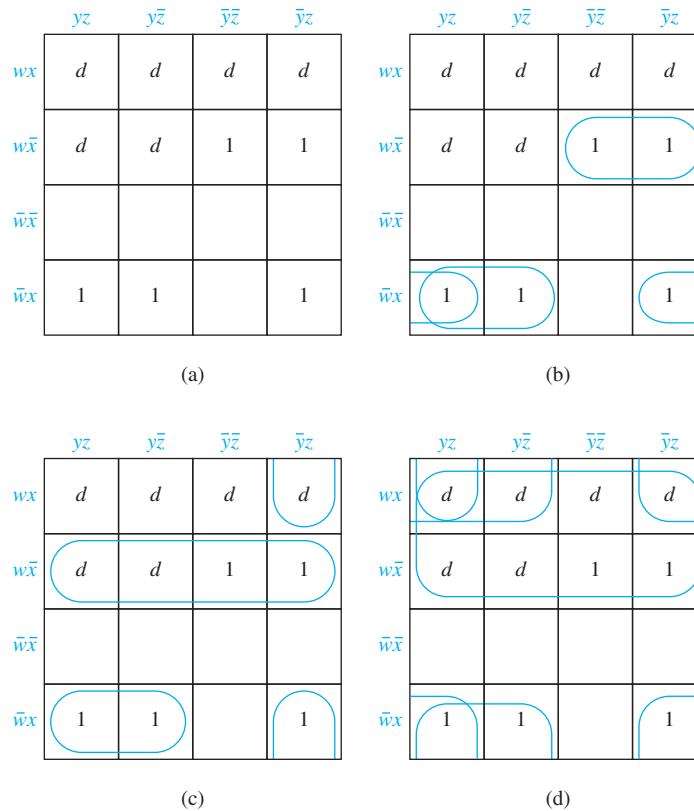 yz yz̄ ȳz̄ ȳz yz yz̄ ȳz̄ ȳz
wx d d d d wx d d d d
wx̄ d d 1 1 wx̄ d d 1 1
w̄x̄ w̄x̄
w̄x 1 1 1 w̄x 1 1 1
(a) (b)
yz yz̄ ȳz̄ ȳz yz yz̄ ȳz̄ ȳz
wx d d d d wx d d d d
wx̄ d d 1 1 wx̄ d d 1 1
w̄x̄ w̄x̄
w̄x 1 1 1 w̄x 1 1 1
(c) (d)